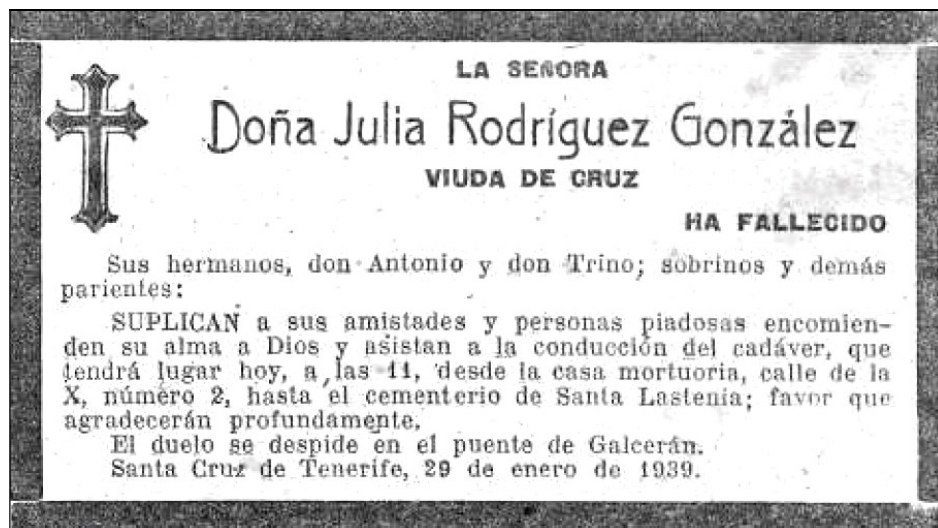 LA SEÑORA
Doña Julia Rodríguez González
VIUDA DE CRUZ
HA FALLECIDO
Sus hermanos, don Antonio y don Trino; sobrinos y demás
parientes:
SUPLICAN a sus amistades y personas piadosas encomien-
den su alma a Dios y asistan a la conducción del cadáver, que
tendrá lugar hoy, a las 11, desde la casa mortuoria, calle de la
X, número 2, hasta el cementerio de Santa Lastenia; favor que
agradecerán profundamente.
El duelo se despide en el puente de Galcerán.
Santa Cruz de Tenerife, 29 de enero de 1939.